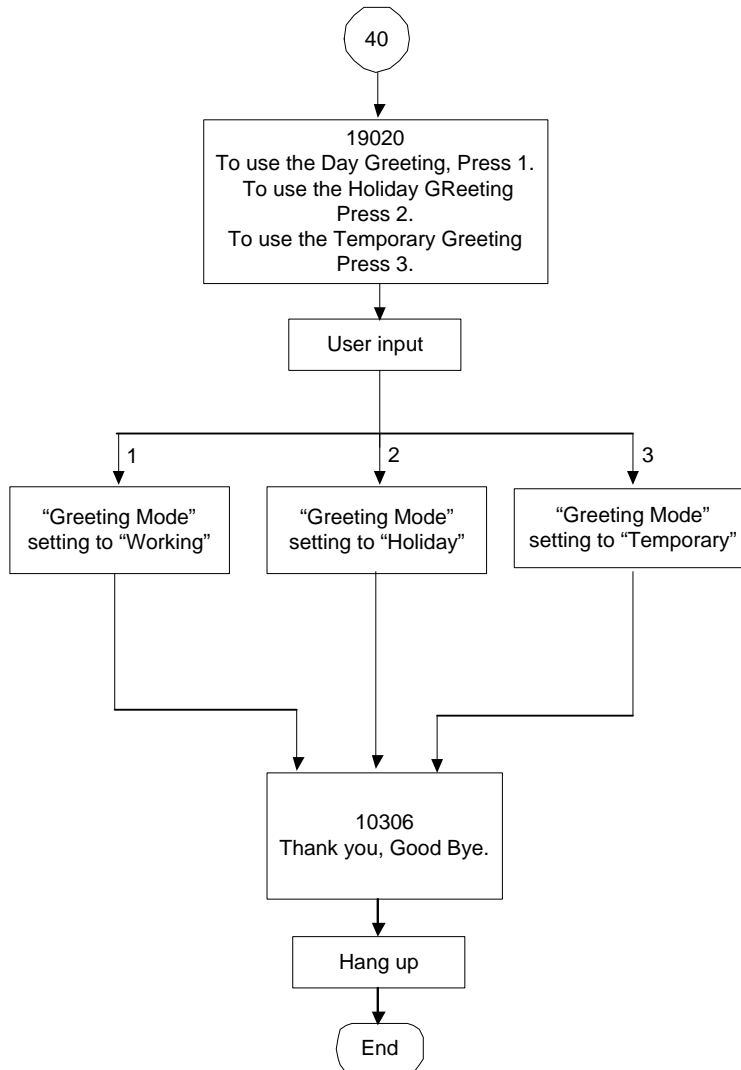 40
19020
To use the Day Greeting, Press 1.
To use the Holiday GReeting
Press 2.
To use the Temporary Greeting
Press 3.
User input
1
2
3
“Greeting Mode”
setting to “Working”
“Greeting Mode”
setting to “Holiday”
“Greeting Mode”
setting to “Temporary”
10306
Thank you, Good Bye.
Hang up
End